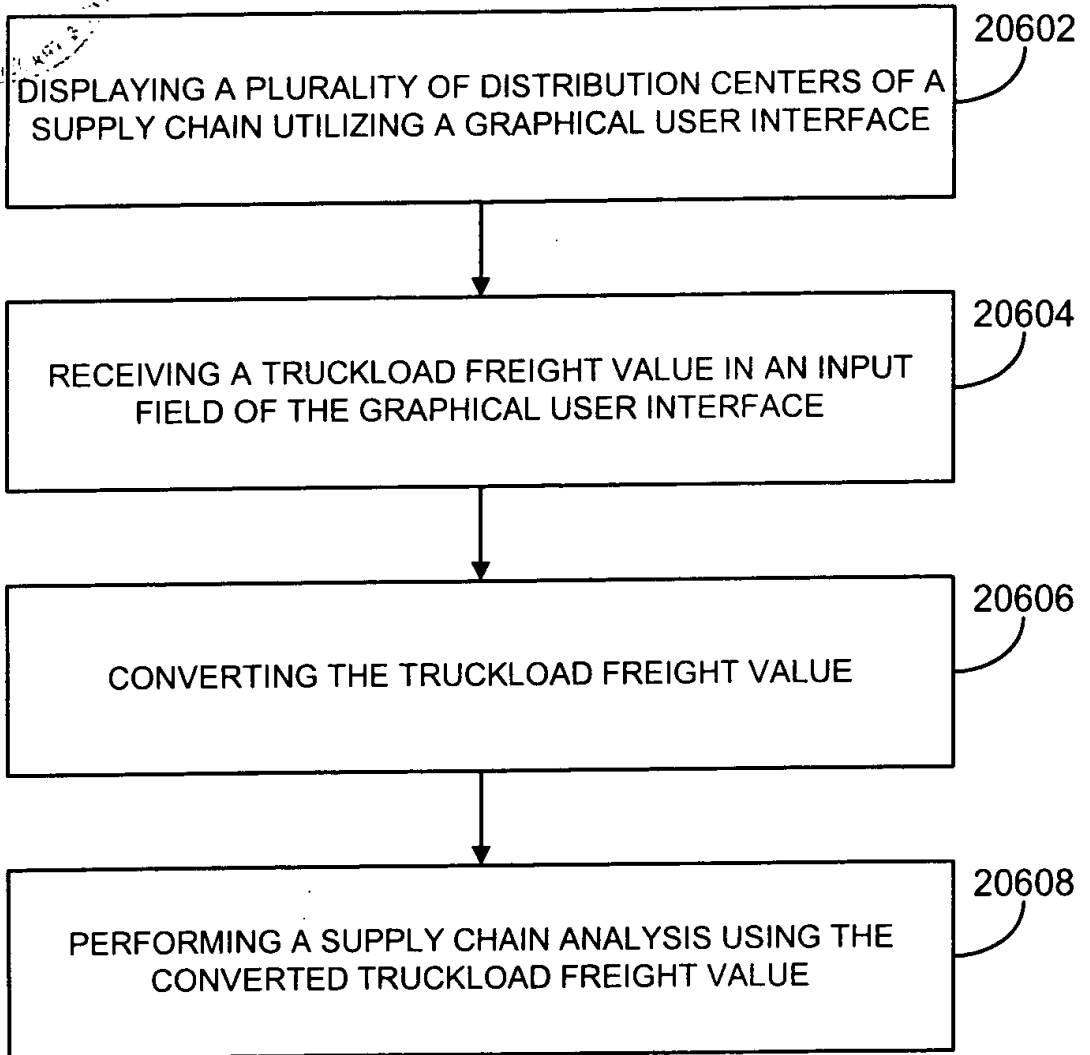 20602
DISPLAYING A PLURALITY OF DISTRIBUTION CENTERS OF A
SUPPLY CHAIN UTILIZING A GRAPHICAL USER INTERFACE
20604
RECEIVING A TRUCKLOAD FREIGHT VALUE IN AN INPUT
FIELD OF THE GRAPHICAL USER INTERFACE
20606
CONVERTING THE TRUCKLOAD FREIGHT VALUE
20608
PERFORMING A SUPPLY CHAIN ANALYSIS USING THE
CONVERTED TRUCKLOAD FREIGHT VALUE